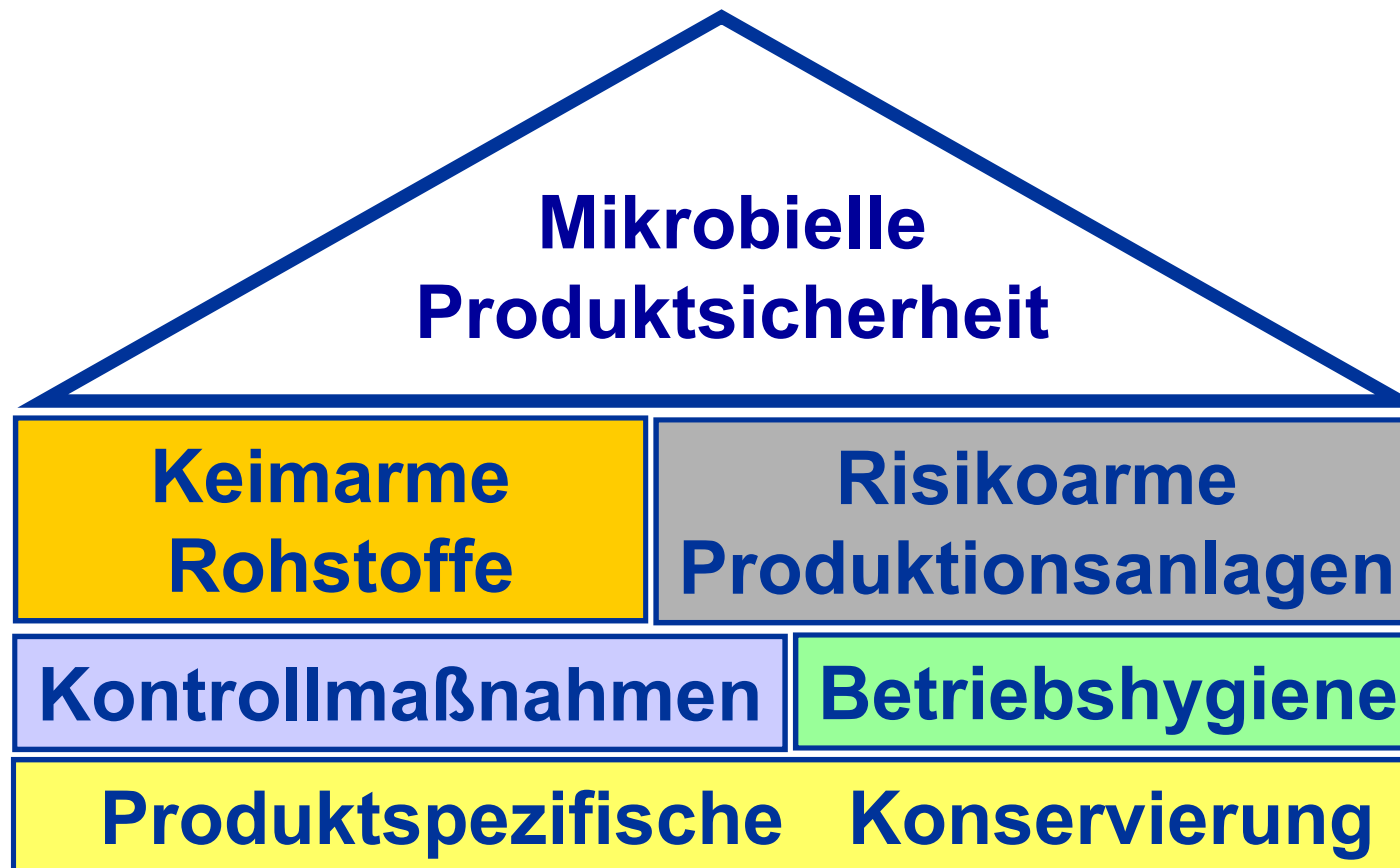 Mikrobielle
Produktsicherheit
Keimarme
Rohstoffe
Risikoarme
Produktionsanlagen
Kontrollmaßnahmen
Betriebshygiene
Produktspezifische Konservierung